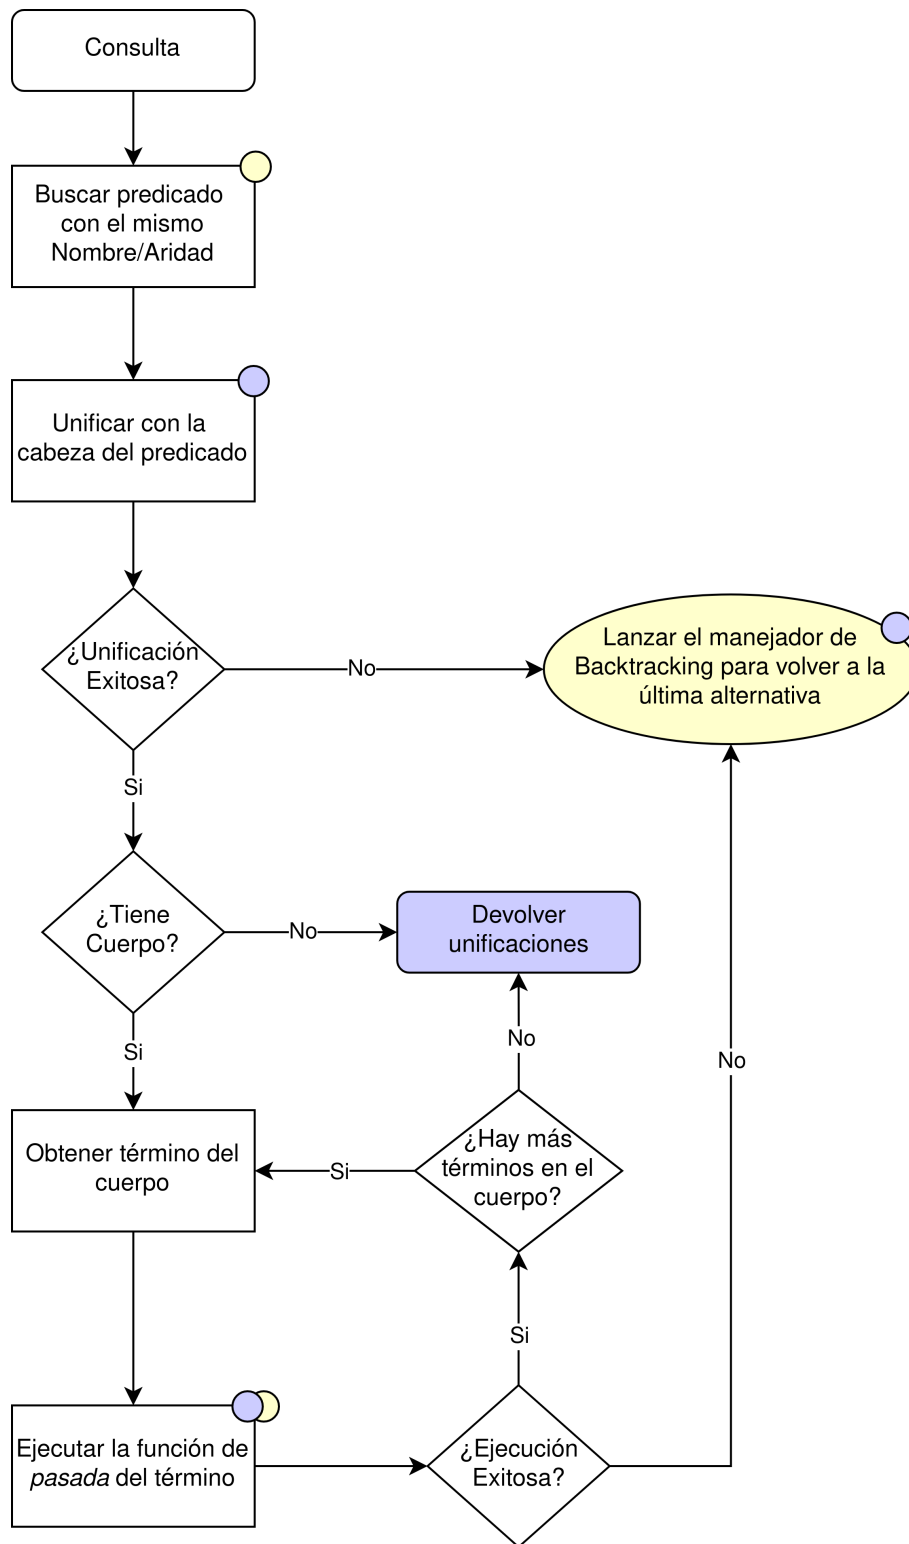 Consulta
Buscar predicado
con el mismo
Nombre/Aridad
Unificar con la
cabeza del predicado
¿Unificación
Exitosa?
No
Lanzar el manejador de
Backtracking para volver a la
última alternativa
Si
¿Tiene
Cuerpo?
No
Devolver
unificaciones
Si
No
No
Obtener término del
cuerpo
Si
¿Hay más
términos en el
cuerpo?
Si
Ejecutar la función de
pasada del término
¿Ejecución
Exitosa?